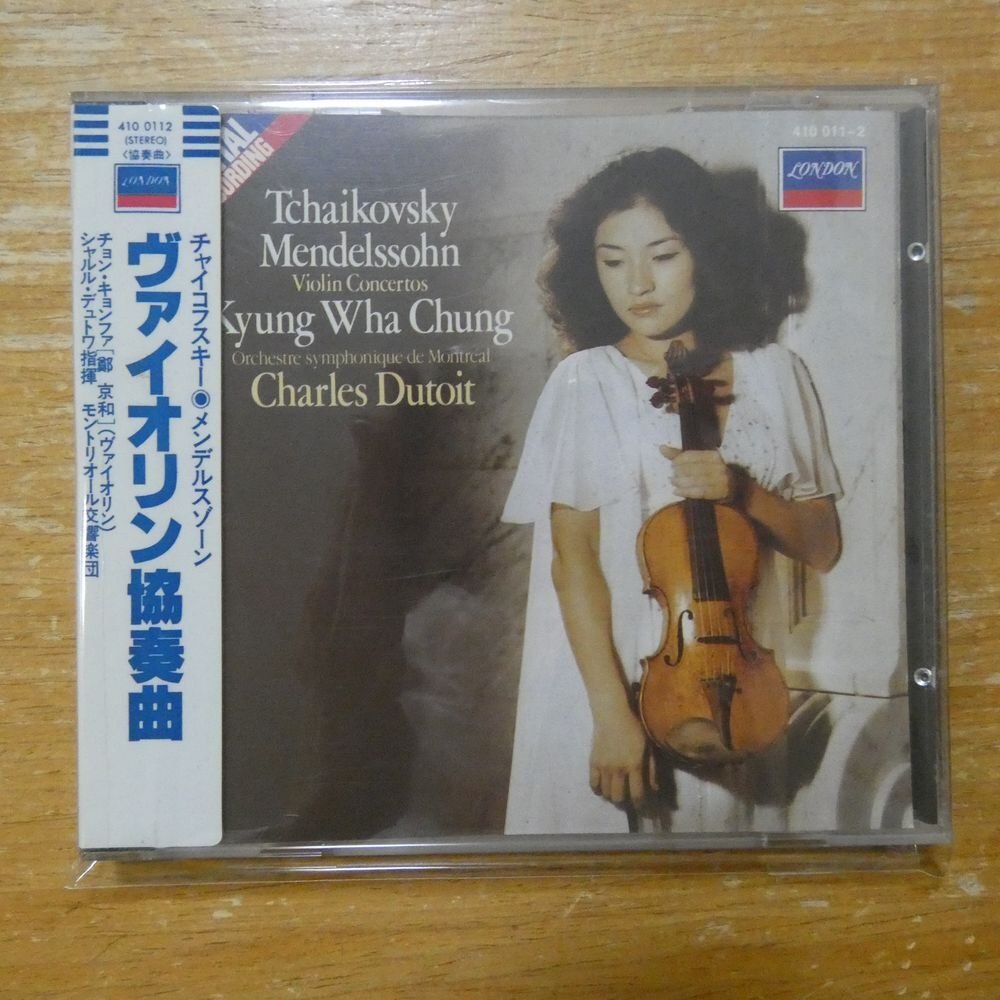 410 0112
(STEREO)
〈協奏曲〉
LONDON
チャイコフスキー◉メンデルスゾーン
ヴァイオリン協奏曲
チョン・キョンファ[鄭 京和](ヴァイオリン)
シャルル・デュトワ指揮 モントリオール交響楽団
410 011-2
LONDON
Tchaikovsky
Mendelssohn
Violin Concertos
Kyung Wha Chung
Orchestre symphonique de Montréal
Charles Dutoit